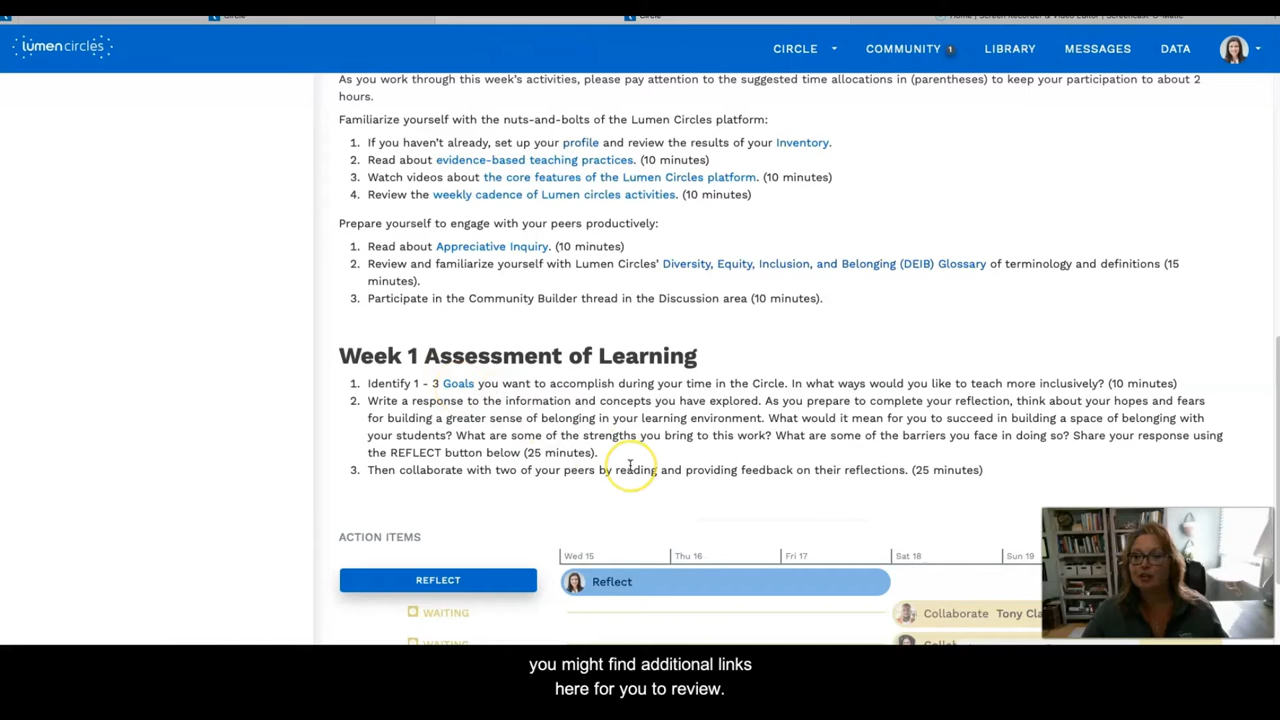 Circle
Circle
Home | Screen Recorder & Video Editor | Screencast-O-Matic
lumen circles
CIRCLE
COMMUNITY 1
LIBRARY
MESSAGES
DATA
As you work through this week's activities, please pay attention to the suggested time allocations in (parentheses) to keep your participation to about 2
hours.
Familiarize yourself with the nuts-and-bolts of the Lumen Circles platform:
1. If you haven't already, set up your profile and review the results of your Inventory.
2. Read about evidence-based teaching practices. (10 minutes)
3. Watch videos about the core features of the Lumen Circles platform. (10 minutes)
4. Review the weekly cadence of Lumen circles activities. (10 minutes)
Prepare yourself to engage with your peers productively:
1. Read about Appreciative Inquiry. (10 minutes)
2. Review and familiarize yourself with Lumen Circles' Diversity, Equity, Inclusion, and Belonging (DEIB) Glossary of terminology and definitions (15
minutes).
3. Participate in the Community Builder thread in the Discussion area (10 minutes).
Week 1 Assessment of Learning
1. Identify 1 - 3 Goals you want to accomplish during your time in the Circle. In what ways would you like to teach more inclusively? (10 minutes)
2. Write a response to the information and concepts you have explored. As you prepare to complete your reflection, think about your hopes and fears
for building a greater sense of belonging in your learning environment. What would it mean for you to succeed in building a space of belonging with
your students? What are some of the strengths you bring to this work? What are some of the barriers you face in doing so? Share your response using
the REFLECT button below (25 minutes).
3. Then collaborate with two of your peers by reading and providing feedback on their reflections. (25 minutes)
ACTION ITEMS
Wed 15
Thu 16
Fri 17
Sat 18
Sun 19
REFLECT
Reflect
WAITING
Collaborate Tony Cla
WAITING
you might find additional links
here for you to review.